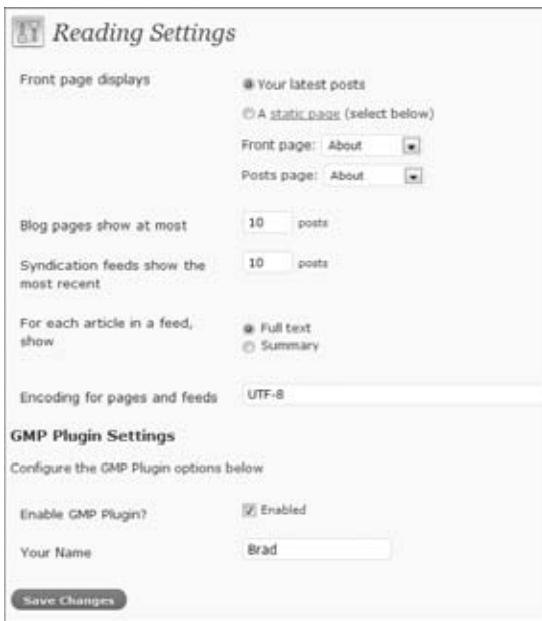 Reading Settings
Front page displays
Your latest posts
A static page (select below)
Front page: About
Posts page: About
Blog pages show at most 10 posts
Syndication feeds show the
most recent
10 posts
For each article in a feed,
show
Full text
Summary
Encoding for pages and feeds UTF-8
GMP Plugin Settings
Configure the GMP Plugin options below
Enable GMP Plugin? Enabled
Your Name Brad
Save Changes